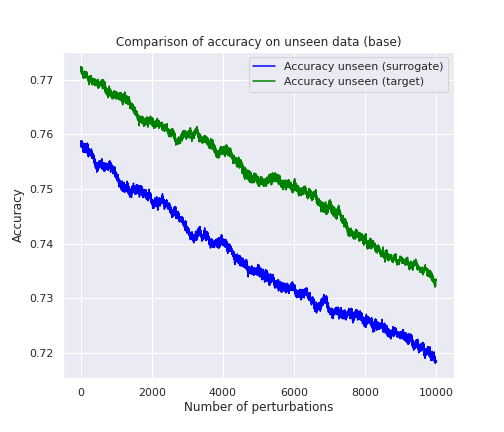 Comparison of accuracy on unseen data (base)
Accuracy unseen (surrogate)
Accuracy unseen (target)
0.77
0.76
0.75
0.74
0.73
0.72
Accuracy
0 2000 4000 6000 8000 10000
Number of perturbations